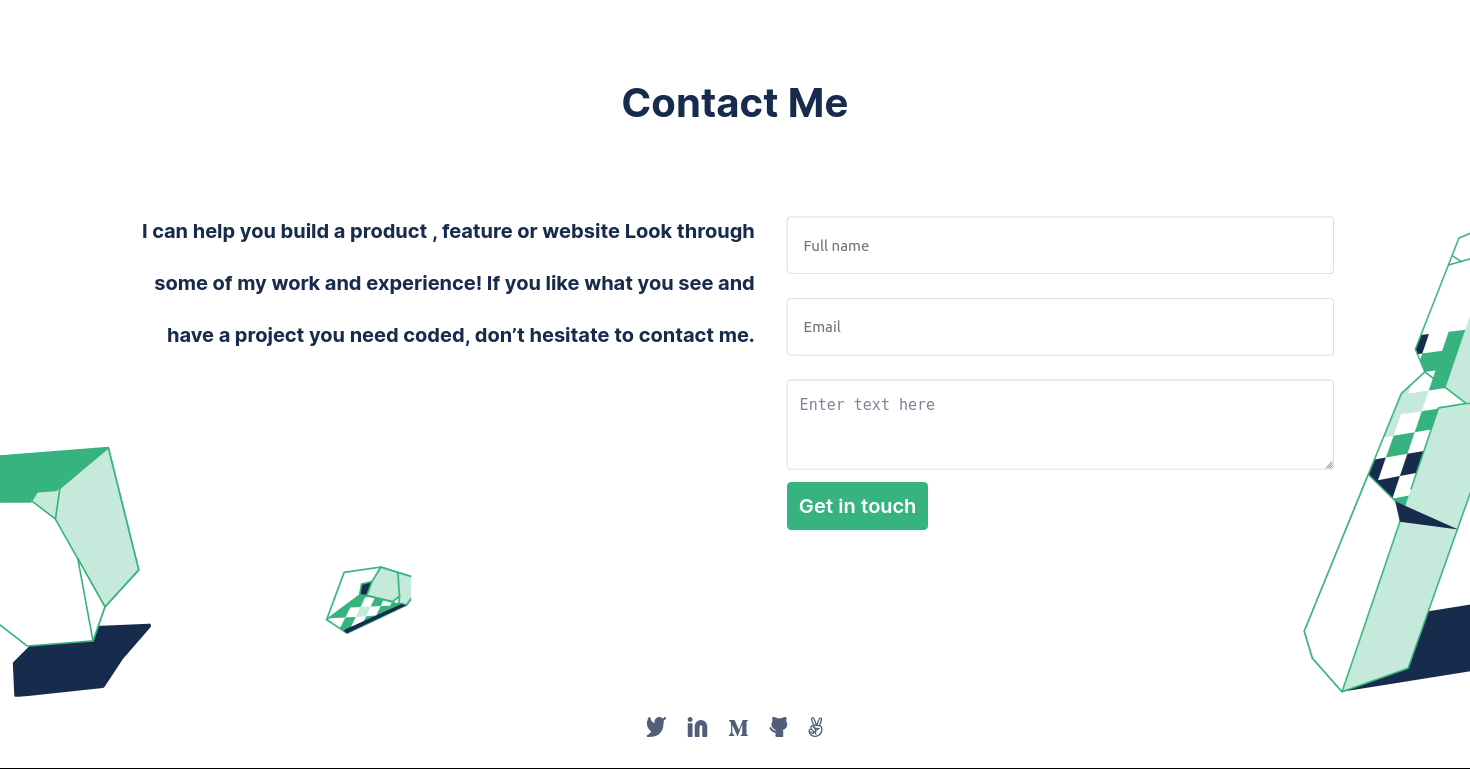 Contact Me
I can help you build a product , feature or website Look through
some of my work and experience! If you like what you see and
have a project you need coded, don’t hesitate to contact me.
Full name
Email
Enter text here
Get in touch